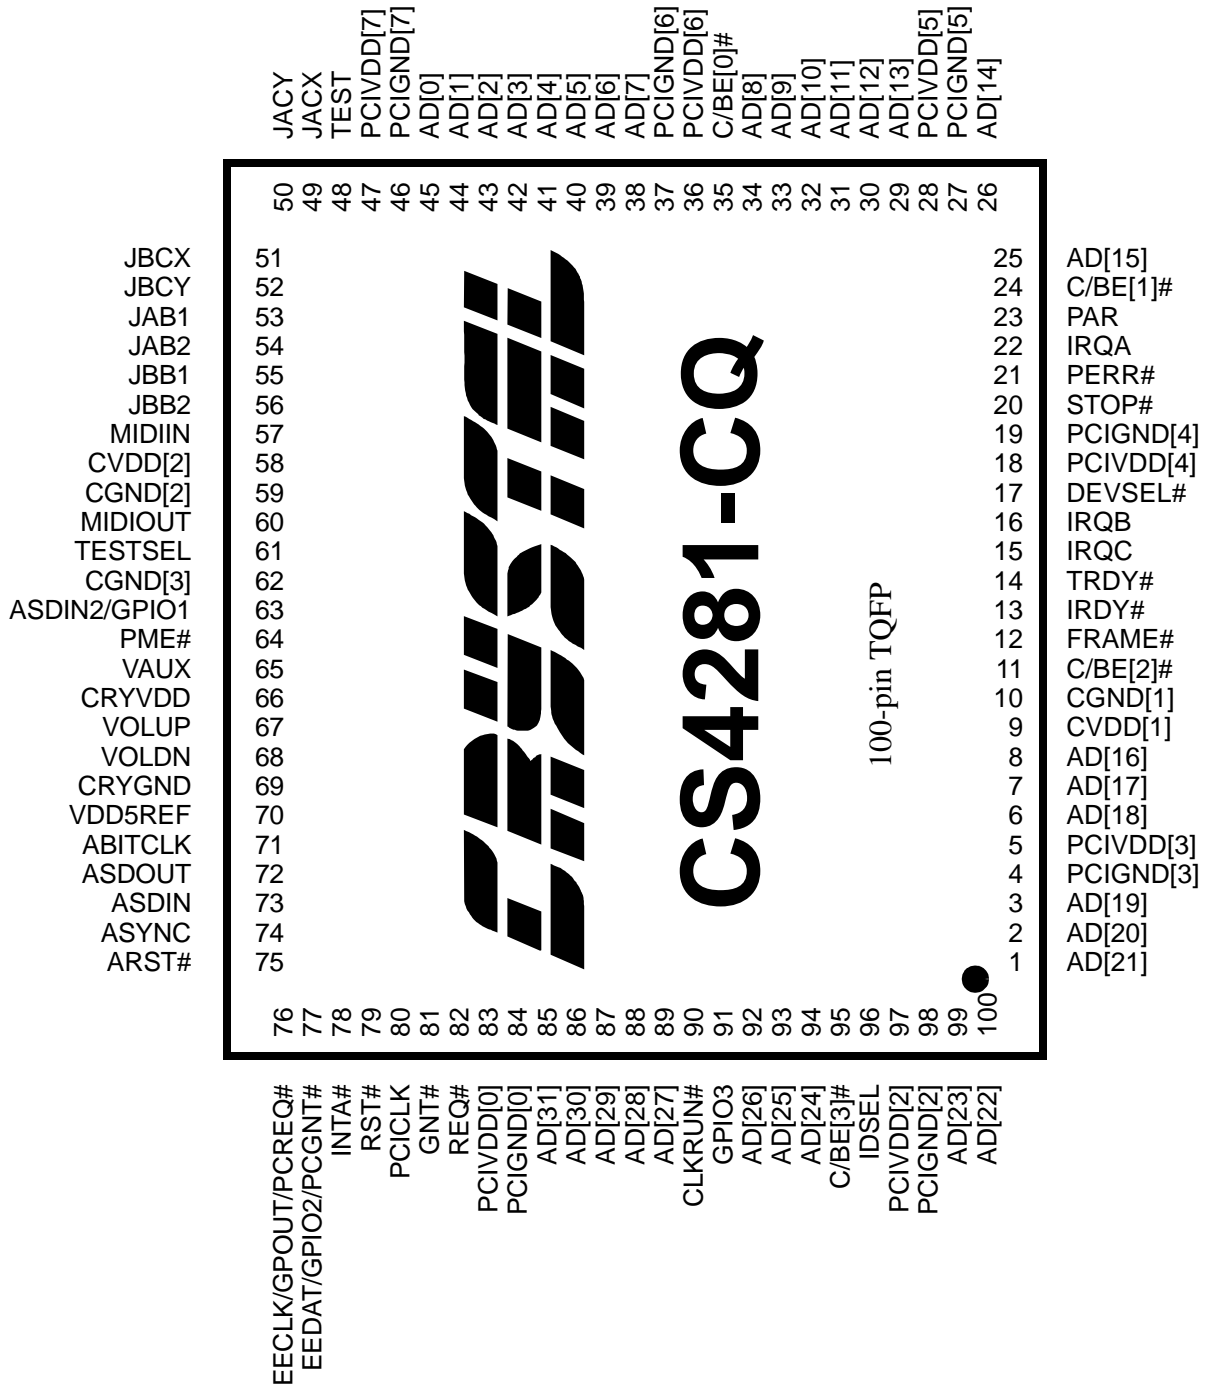 JACY
JACX
TEST
PCIVDD[7]
PCIGND[7]
AD[0]
AD[1]
AD[2]
AD[3]
AD[4]
AD[5]
AD[6]
AD[7]
PCIGND[6]
PCIVDD[6]
C/BE[0]#
AD[8]
AD[9]
AD[10]
AD[11]
AD[12]
AD[13]
PCIVDD[5]
PCIGND[5]
AD[14]
50
49
48
47
46
45
44
43
42
41
40
39
38
37
36
35
34
33
32
31
30
29
28
27
26
JBCX 51
JBCY 52
JAB1 53
JAB2 54
JBB1 55
JBB2 56
MIDIIN 57
CVDD[2] 58
CGND[2] 59
MIDIOUT 60
TESTSEL 61
CGND[3] 62
ASDIN2/GPIO1 63
PME# 64
VAUX 65
CRYVDD 66
VOLUP 67
VOLDN 68
CRYGND 69
VDD5REF 70
ABITCLK 71
ASDOUT 72
ASDIN 73
ASYNC 74
ARST# 75
CRYSTAL
CS4281-CQ
100-pin TQFP
25 AD[15]
24 C/BE[1]#
23 PAR
22 IRQA
21 PERR#
20 STOP#
19 PCIGND[4]
18 PCIVDD[4]
17 DEVSEL#
16 IRQB
15 IRQC
14 TRDY#
13 IRDY#
12 FRAME#
11 C/BE[2]#
10 CGND[1]
9 CVDD[1]
8 AD[16]
7 AD[17]
6 AD[18]
5 PCIVDD[3]
4 PCIGND[3]
3 AD[19]
2 AD[20]
1 AD[21]
76
77
78
79
80
81
82
83
84
85
86
87
88
89
90
91
92
93
94
95
96
97
98
99
100
EECLK/GPOUT/PCREQ#
EEDAT/GPIO2/PCGNT#
INTA#
RST#
PCICLK
GNT#
REQ#
PCIVDD[0]
PCIGND[0]
AD[31]
AD[30]
AD[29]
AD[28]
AD[27]
CLKRUN#
GPIO3
AD[26]
AD[25]
AD[24]
C/BE[3]#
IDSEL
PCIVDD[2]
PCIGND[2]
AD[23]
AD[22]